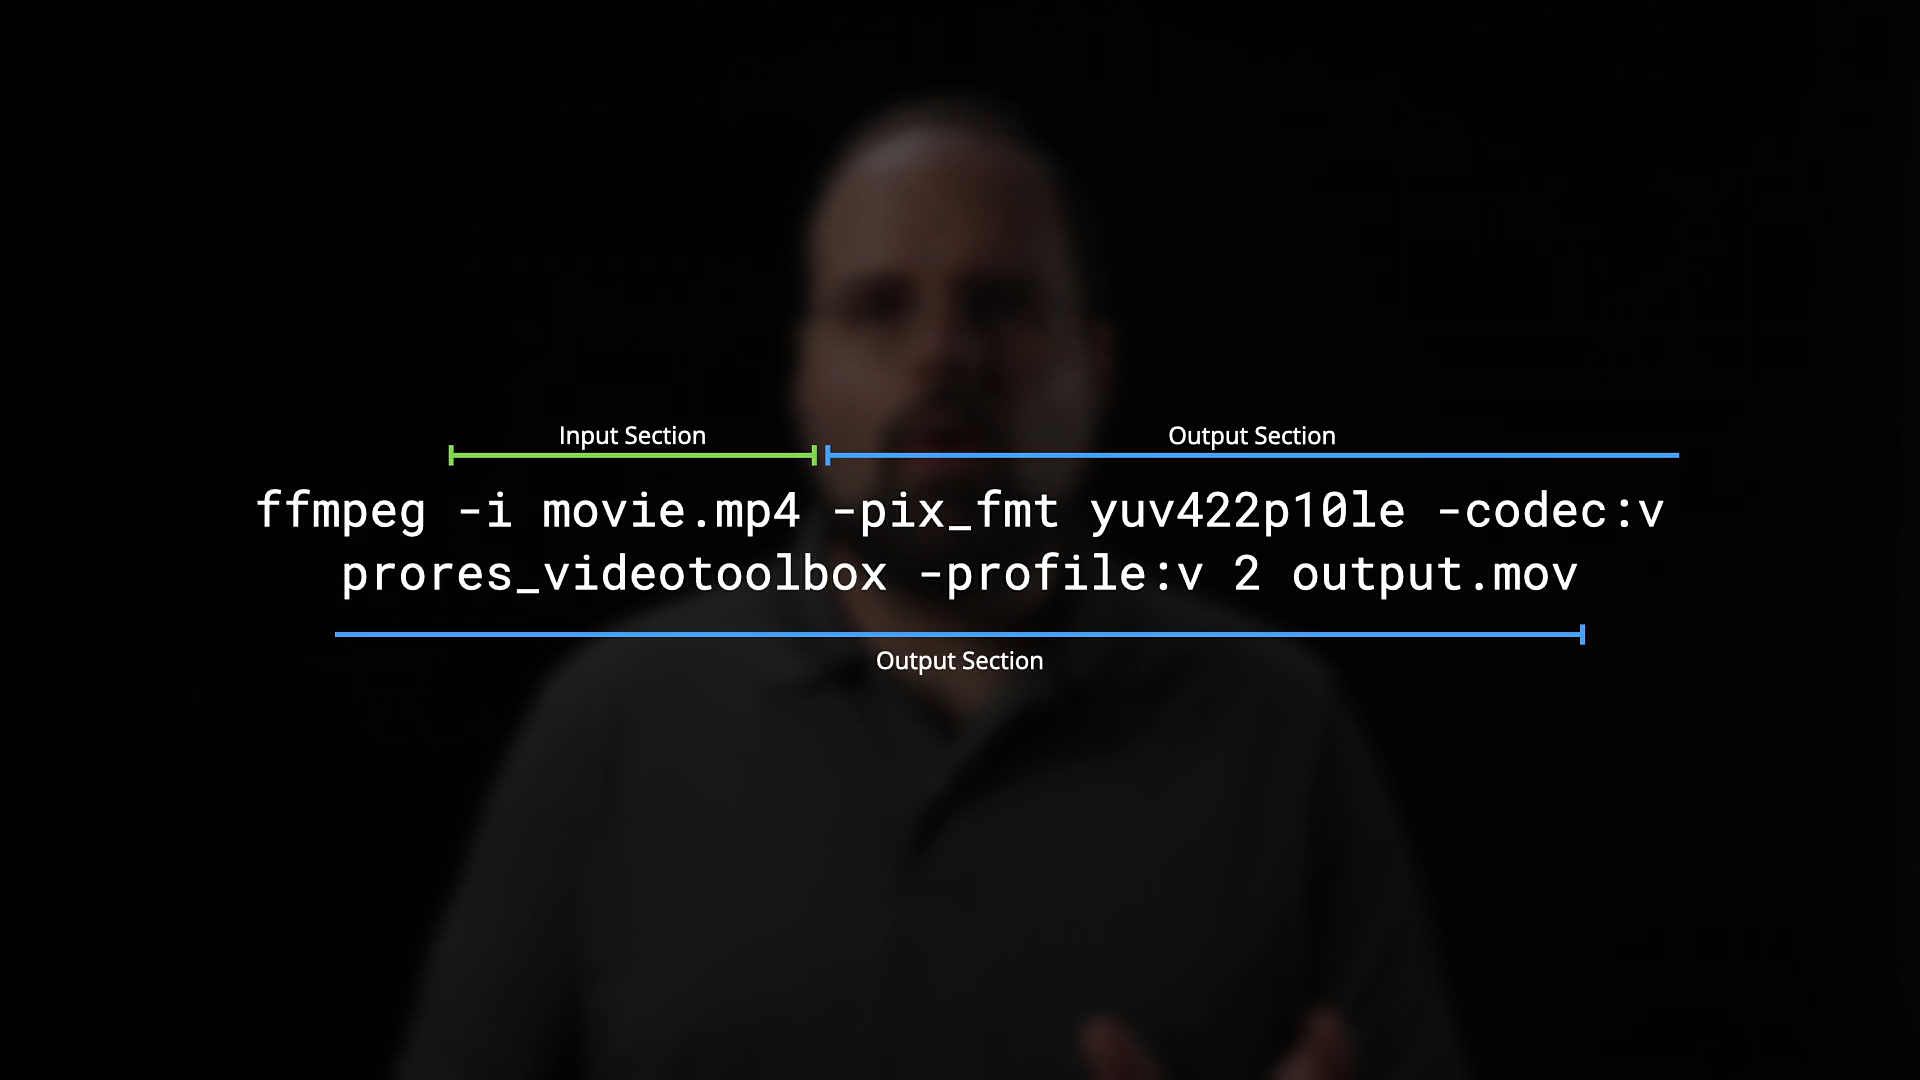 Input Section
Output Section
ffmpeg -i movie.mp4 -pix_fmt yuv422p10le -codec:v
prores_videotoolbox -profile:v 2 output.mov
Output Section